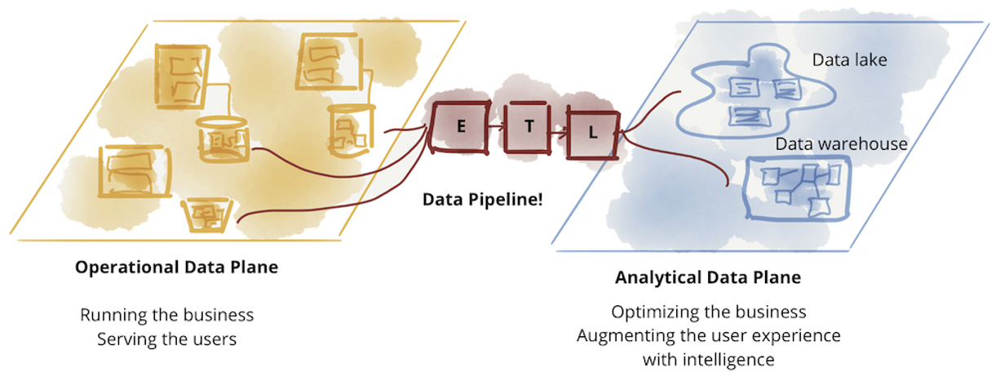 Data lake
E T L
Data warehouse
Data Pipeline!
Operational Data Plane
Analytical Data Plane
Running the business
Serving the users
Optimizing the business
Augmenting the user experience
with intelligence